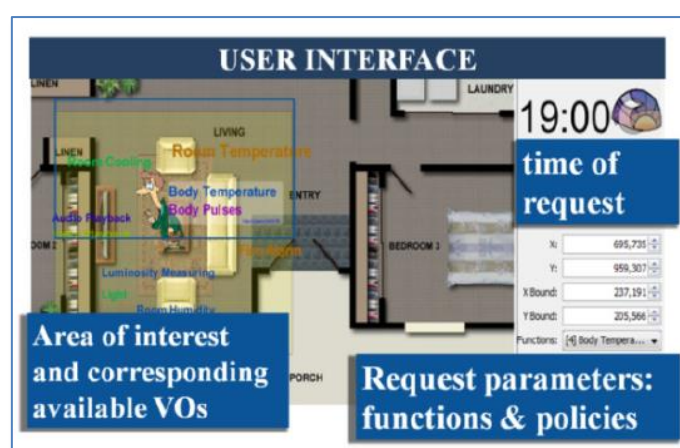 USER INTERFACE
LINEN
LAUNDRY
19:00
LIVING
LINEN
Room Cooling
Room Temperature
time of
request
Body Temperature
ENTRY
Body Pulses
Audio Playback
BEDROOM 3
X: 695,735
Y: 959,307
X Bound: 237,191
Y Bound: 205,566
Functions: [4] Body Tempera...
Luminosity Measuring
Light
Room Humidity
Area of interest
and corresponding
available VOs
PORCH
Request parameters:
functions & policies